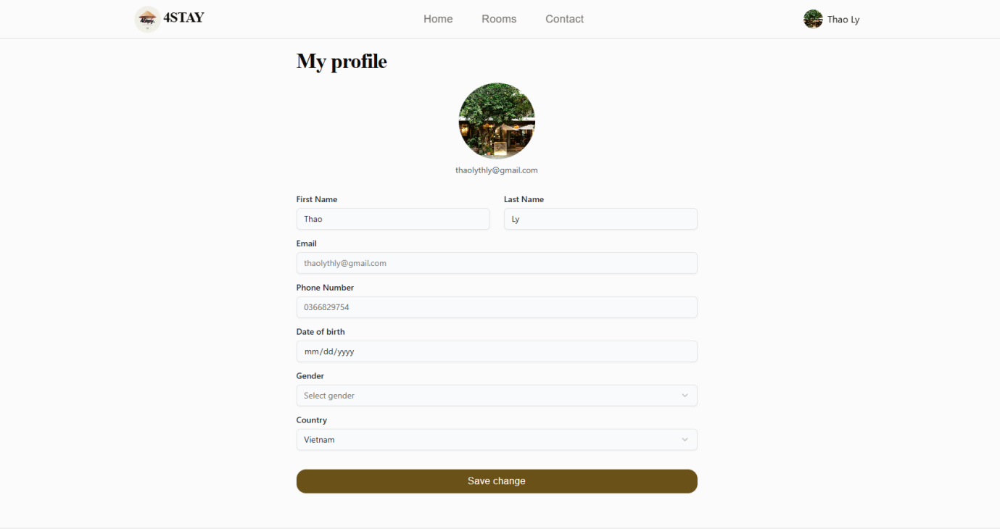 4STAY
Home Rooms Contact
Thao Ly
My profile
thaolythly@gmail.com
First Name Last Name
Thao Ly
Email
thaolythly@gmail.com
Phone Number
0366829754
Date of birth
mm/dd/yyyy
Gender
Select gender
Country
Vietnam
Save change